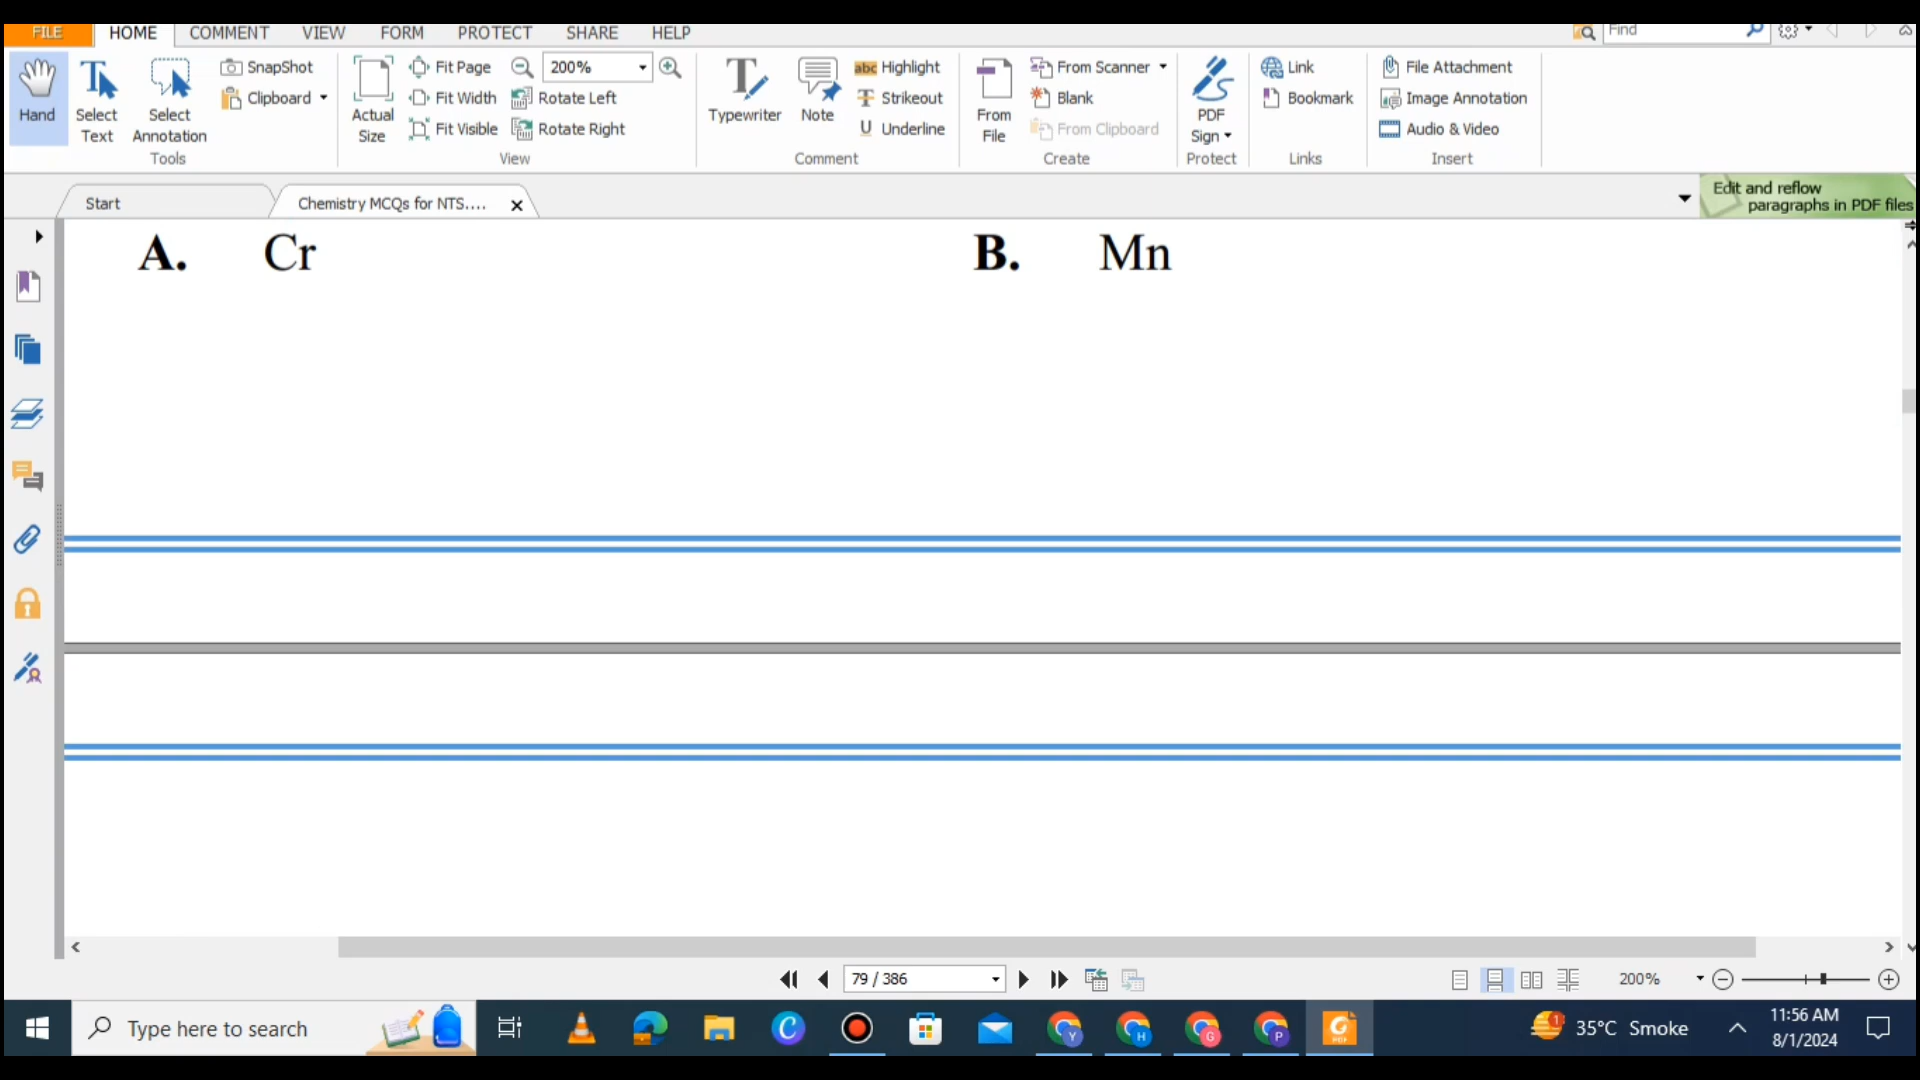 FILE HOME COMMENT VIEW FORM PROTECT SHARE HELP Find
Hand
Select Text
Select Annotation
SnapShot
Clipboard
Tools
Actual Size
Fit Page
Fit Width
Fit Visible
200%
Rotate Left
Rotate Right
View
Typewriter
Note
abc Highlight
Strikeout
U Underline
Comment
From File
From Scanner
Blank
From Clipboard
Create
PDF Sign
Protect
Link
Bookmark
Links
File Attachment
Image Annotation
Audio & Video
Insert
Start
Chemistry MCQs for NTS....
Edit and reflow
paragraphs in PDF files
A. Cr B. Mn
79 / 386 200%
Type here to search
35°C Smoke
11:56 AM
8/1/2024